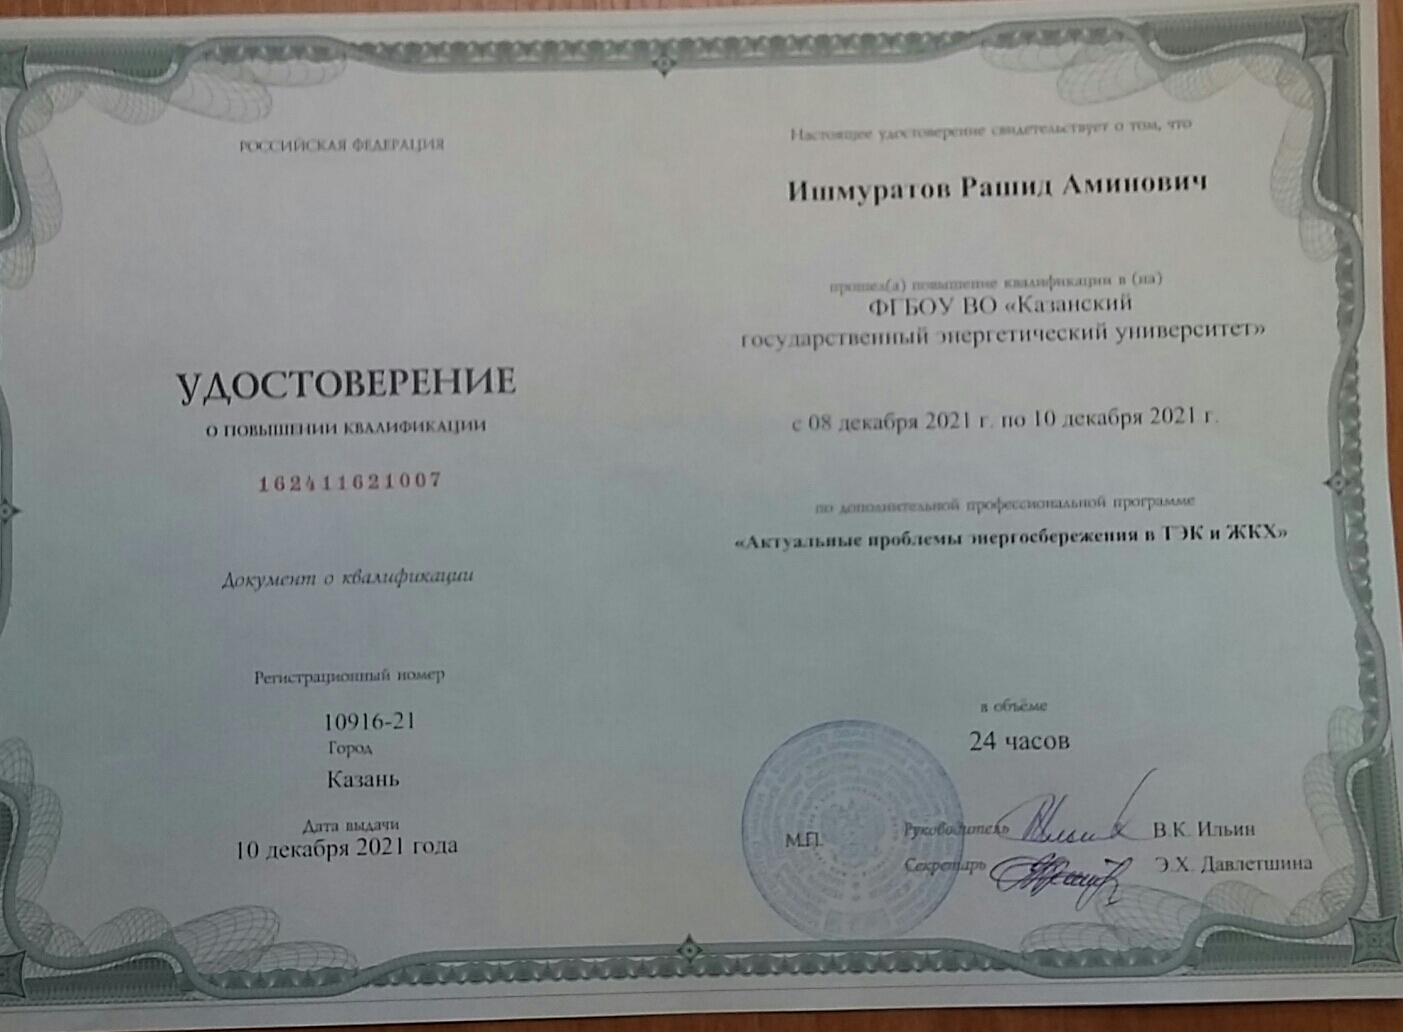 РОССИЙСКАЯ ФЕДЕРАЦИЯ
УДОСТОВЕРЕНИЕ
О ПОВЫШЕНИИ КВАЛИФИКАЦИИ
162411621007
Документ о квалификации
Регистрационный номер
10916-21
Город
Казань
Дата выдачи
10 декабря 2021 года
Настоящее удостоверение свидетельствует о том, что
Ишмуратов Рашид Аминович
прошел(а) повышение квалификации в (на)
ФГБОУ ВО «Казанский
государственный энергетический университет»
с 08 декабря 2021 г. по 10 декабря 2021 г.
по дополнительной профессиональной программе
«Актуальные проблемы энергосбережения в ТЭК и ЖКХ»
в объёме
24 часов
М.П.
Руководитель В.К. Ильин
Секретарь Э.Х. Давлетшина